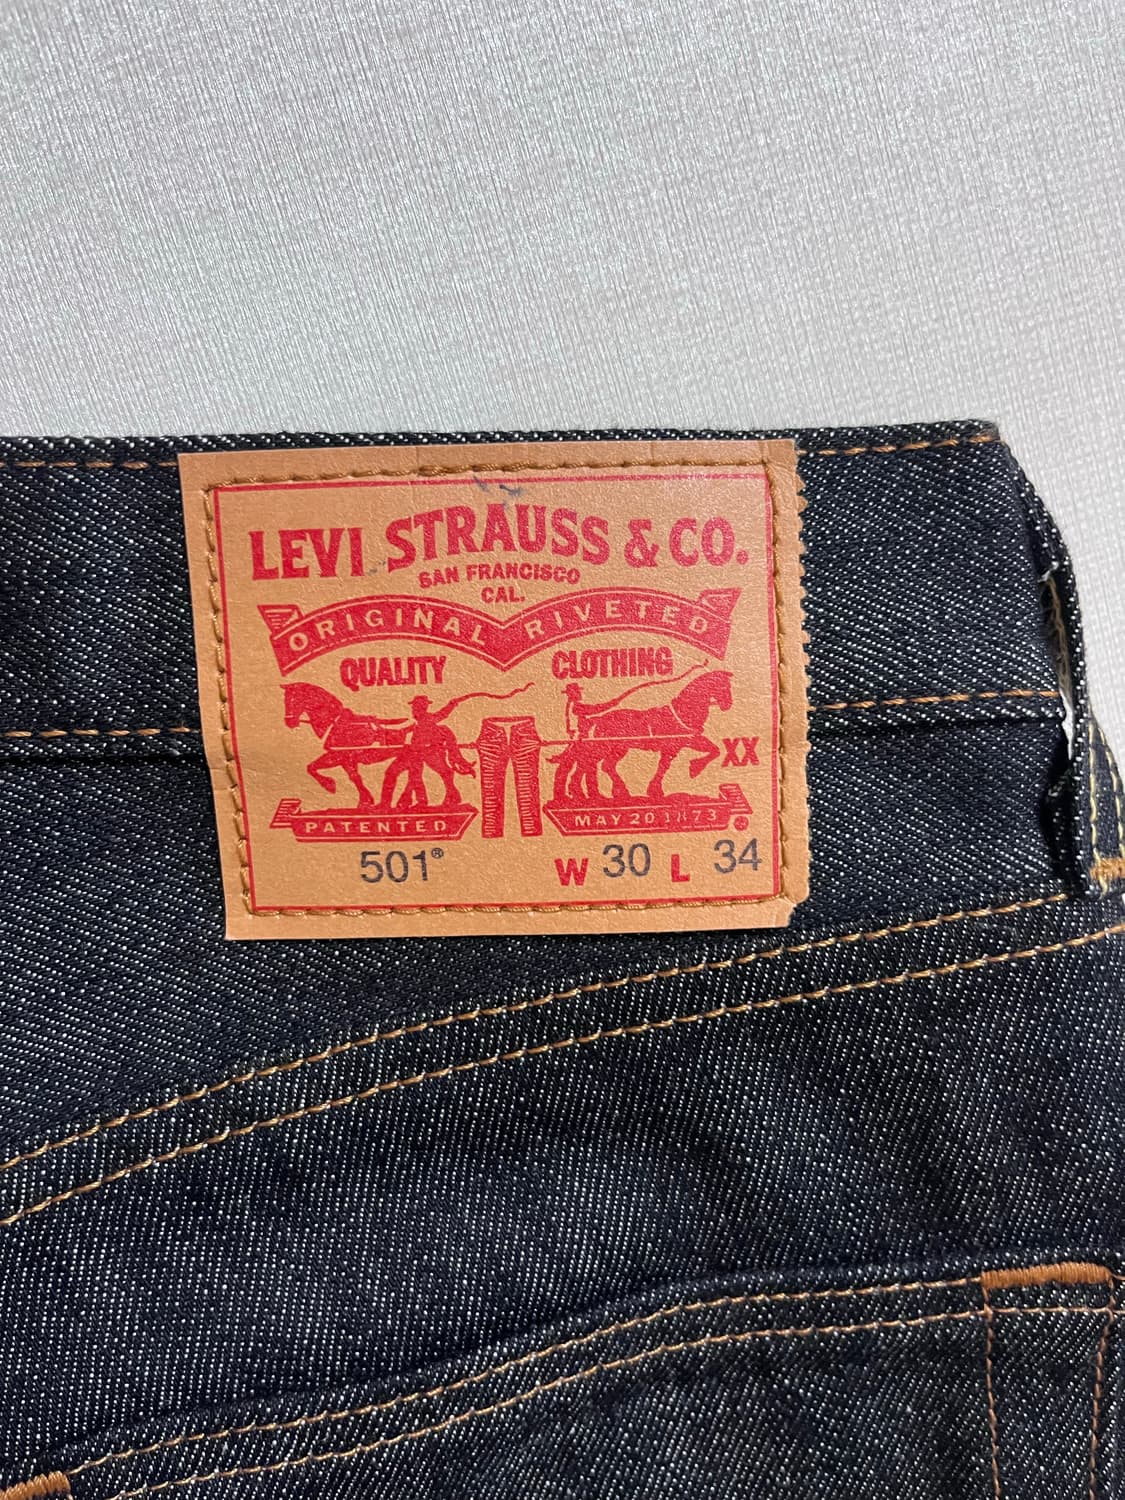 LEVI STRAUSS & CO.
SAN FRANCISCO
CAL.
ORIGINAL RIVETED
QUALITY CLOTHING
XX
PATENTED MAY 20 1873
501® W 30 L 34